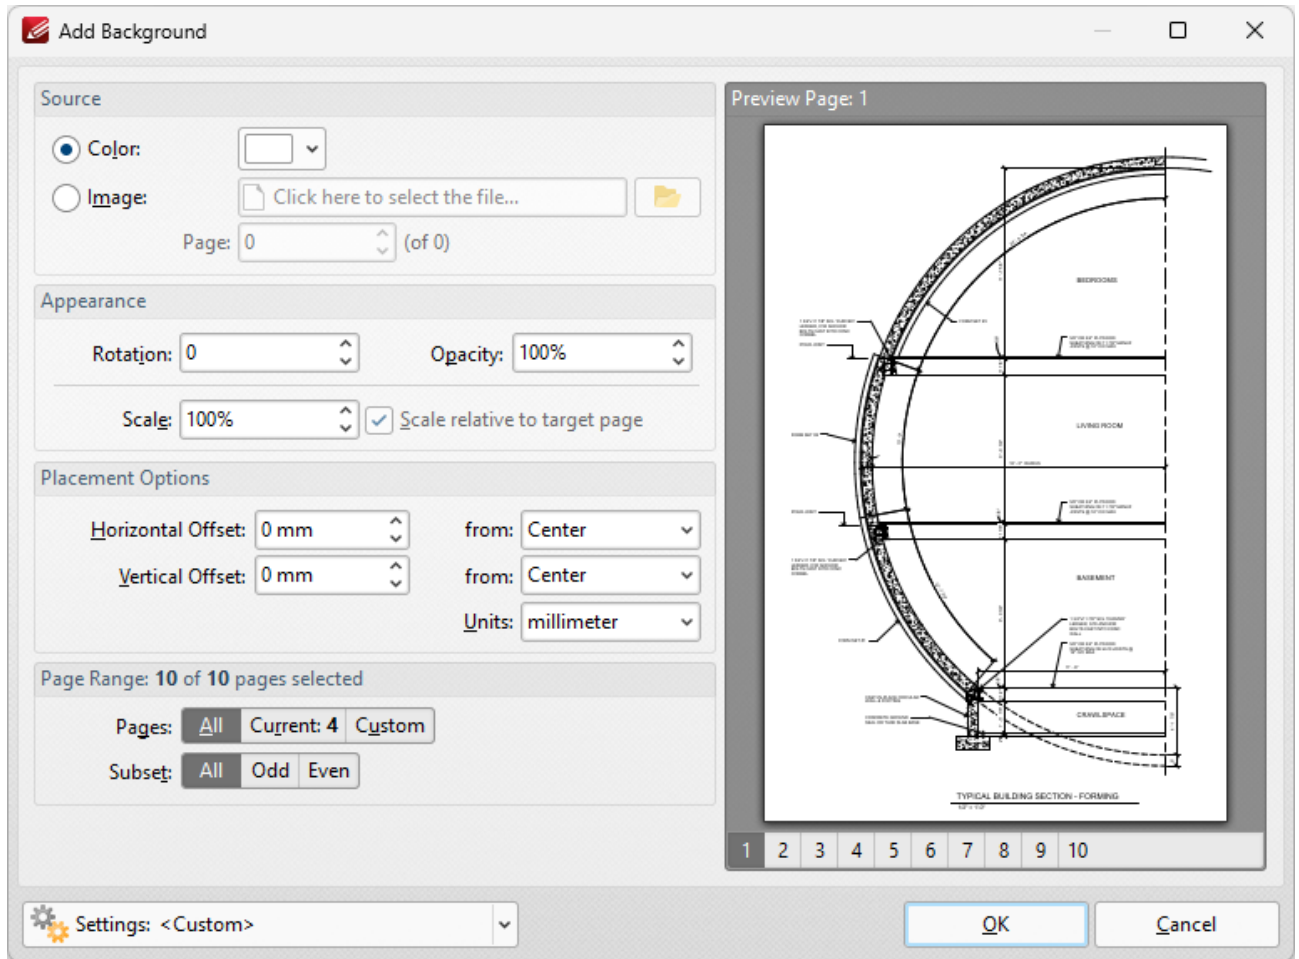 Add Background
Source
Color:
Image: Click here to select the file...
Page: 0 (of 0)
Appearance
Rotation: 0 Opacity: 100%
Scale: 100% Scale relative to target page
Placement Options
Horizontal Offset: 0 mm from: Center
Vertical Offset: 0 mm from: Center
Units: millimeter
Page Range: 10 of 10 pages selected
Pages: All Current: 4 Custom
Subset: All Odd Even
Preview Page: 1
BEDROOMS
LIVING ROOM
BASEMENT
CRAWLSPACE
TYPICAL BUILDING SECTION - FORMING
1 2 3 4 5 6 7 8 9 10
Settings: <Custom>
OK Cancel